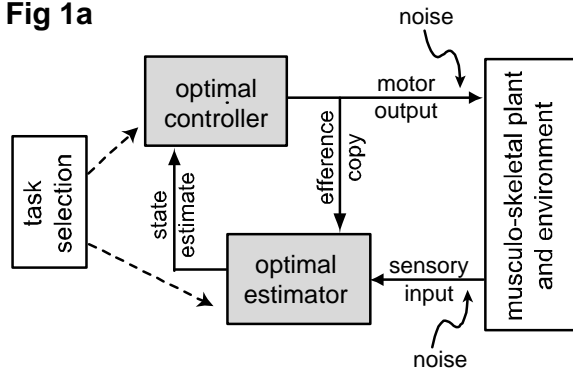 Fig 1a
noise
optimal
controller
motor
output
efference
copy
musculo-skeletal plant
and environment
task
selection
state
estimate
optimal
estimator
sensory
input
noise